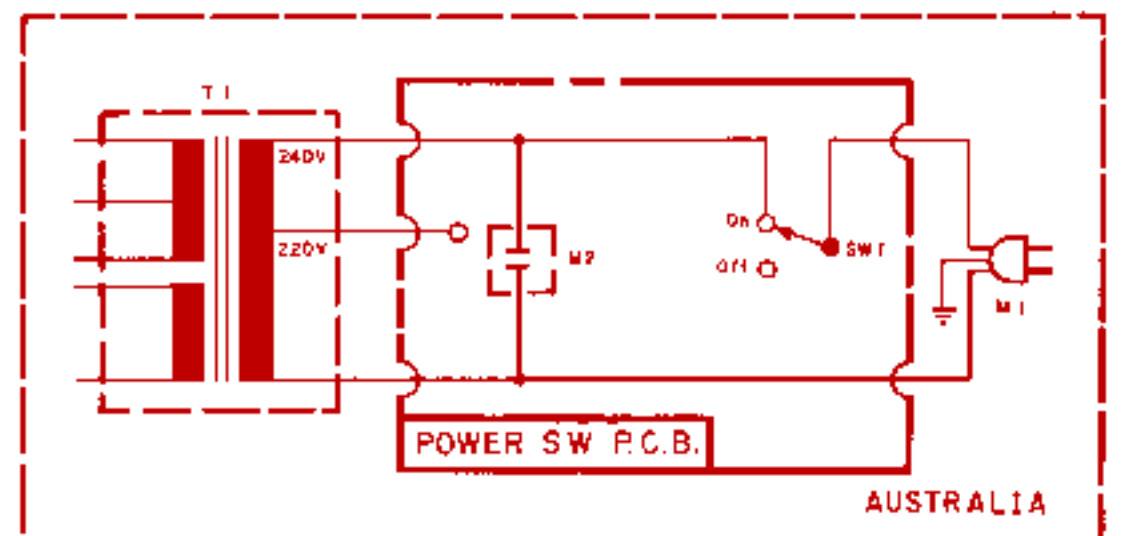 T1
240V
220V
On
SW1
Off
M2
M1
POWER SW P.C.B.
AUSTRALIA